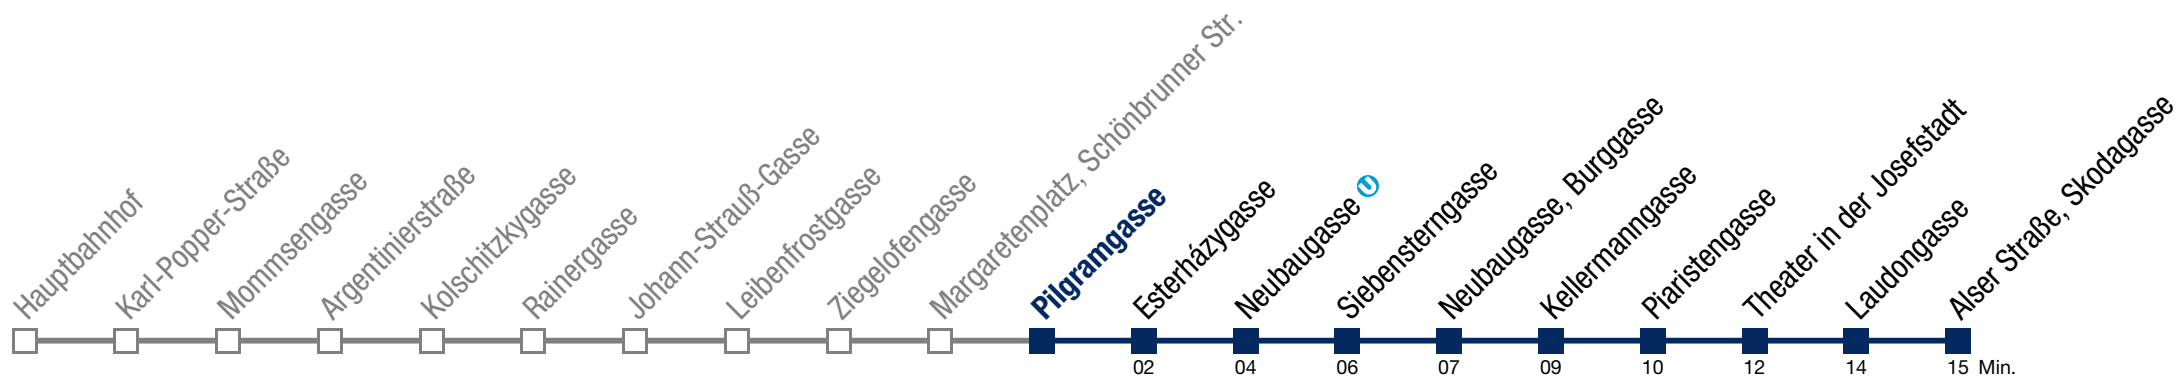 Hauptbahnhof
Karl-Popper-Straße
Mommsengasse
Argentinierstraße
Kolschitzkygasse
Rainergasse
Johann-Strauß-Gasse
Leibenfrostgasse
Ziegelofengasse
Margaretenplatz, Schönbrunner Str.
Pilgramgasse
Esterházygasse
Neubaugasse U
Siebensterngasse
Neubaugasse, Burggasse
Kellermanngasse
Piaristengasse
Theater in der Josefstadt
Laudongasse
Alser Straße, Skodagasse
02 04 06 07 09 10 12 14 15 Min.